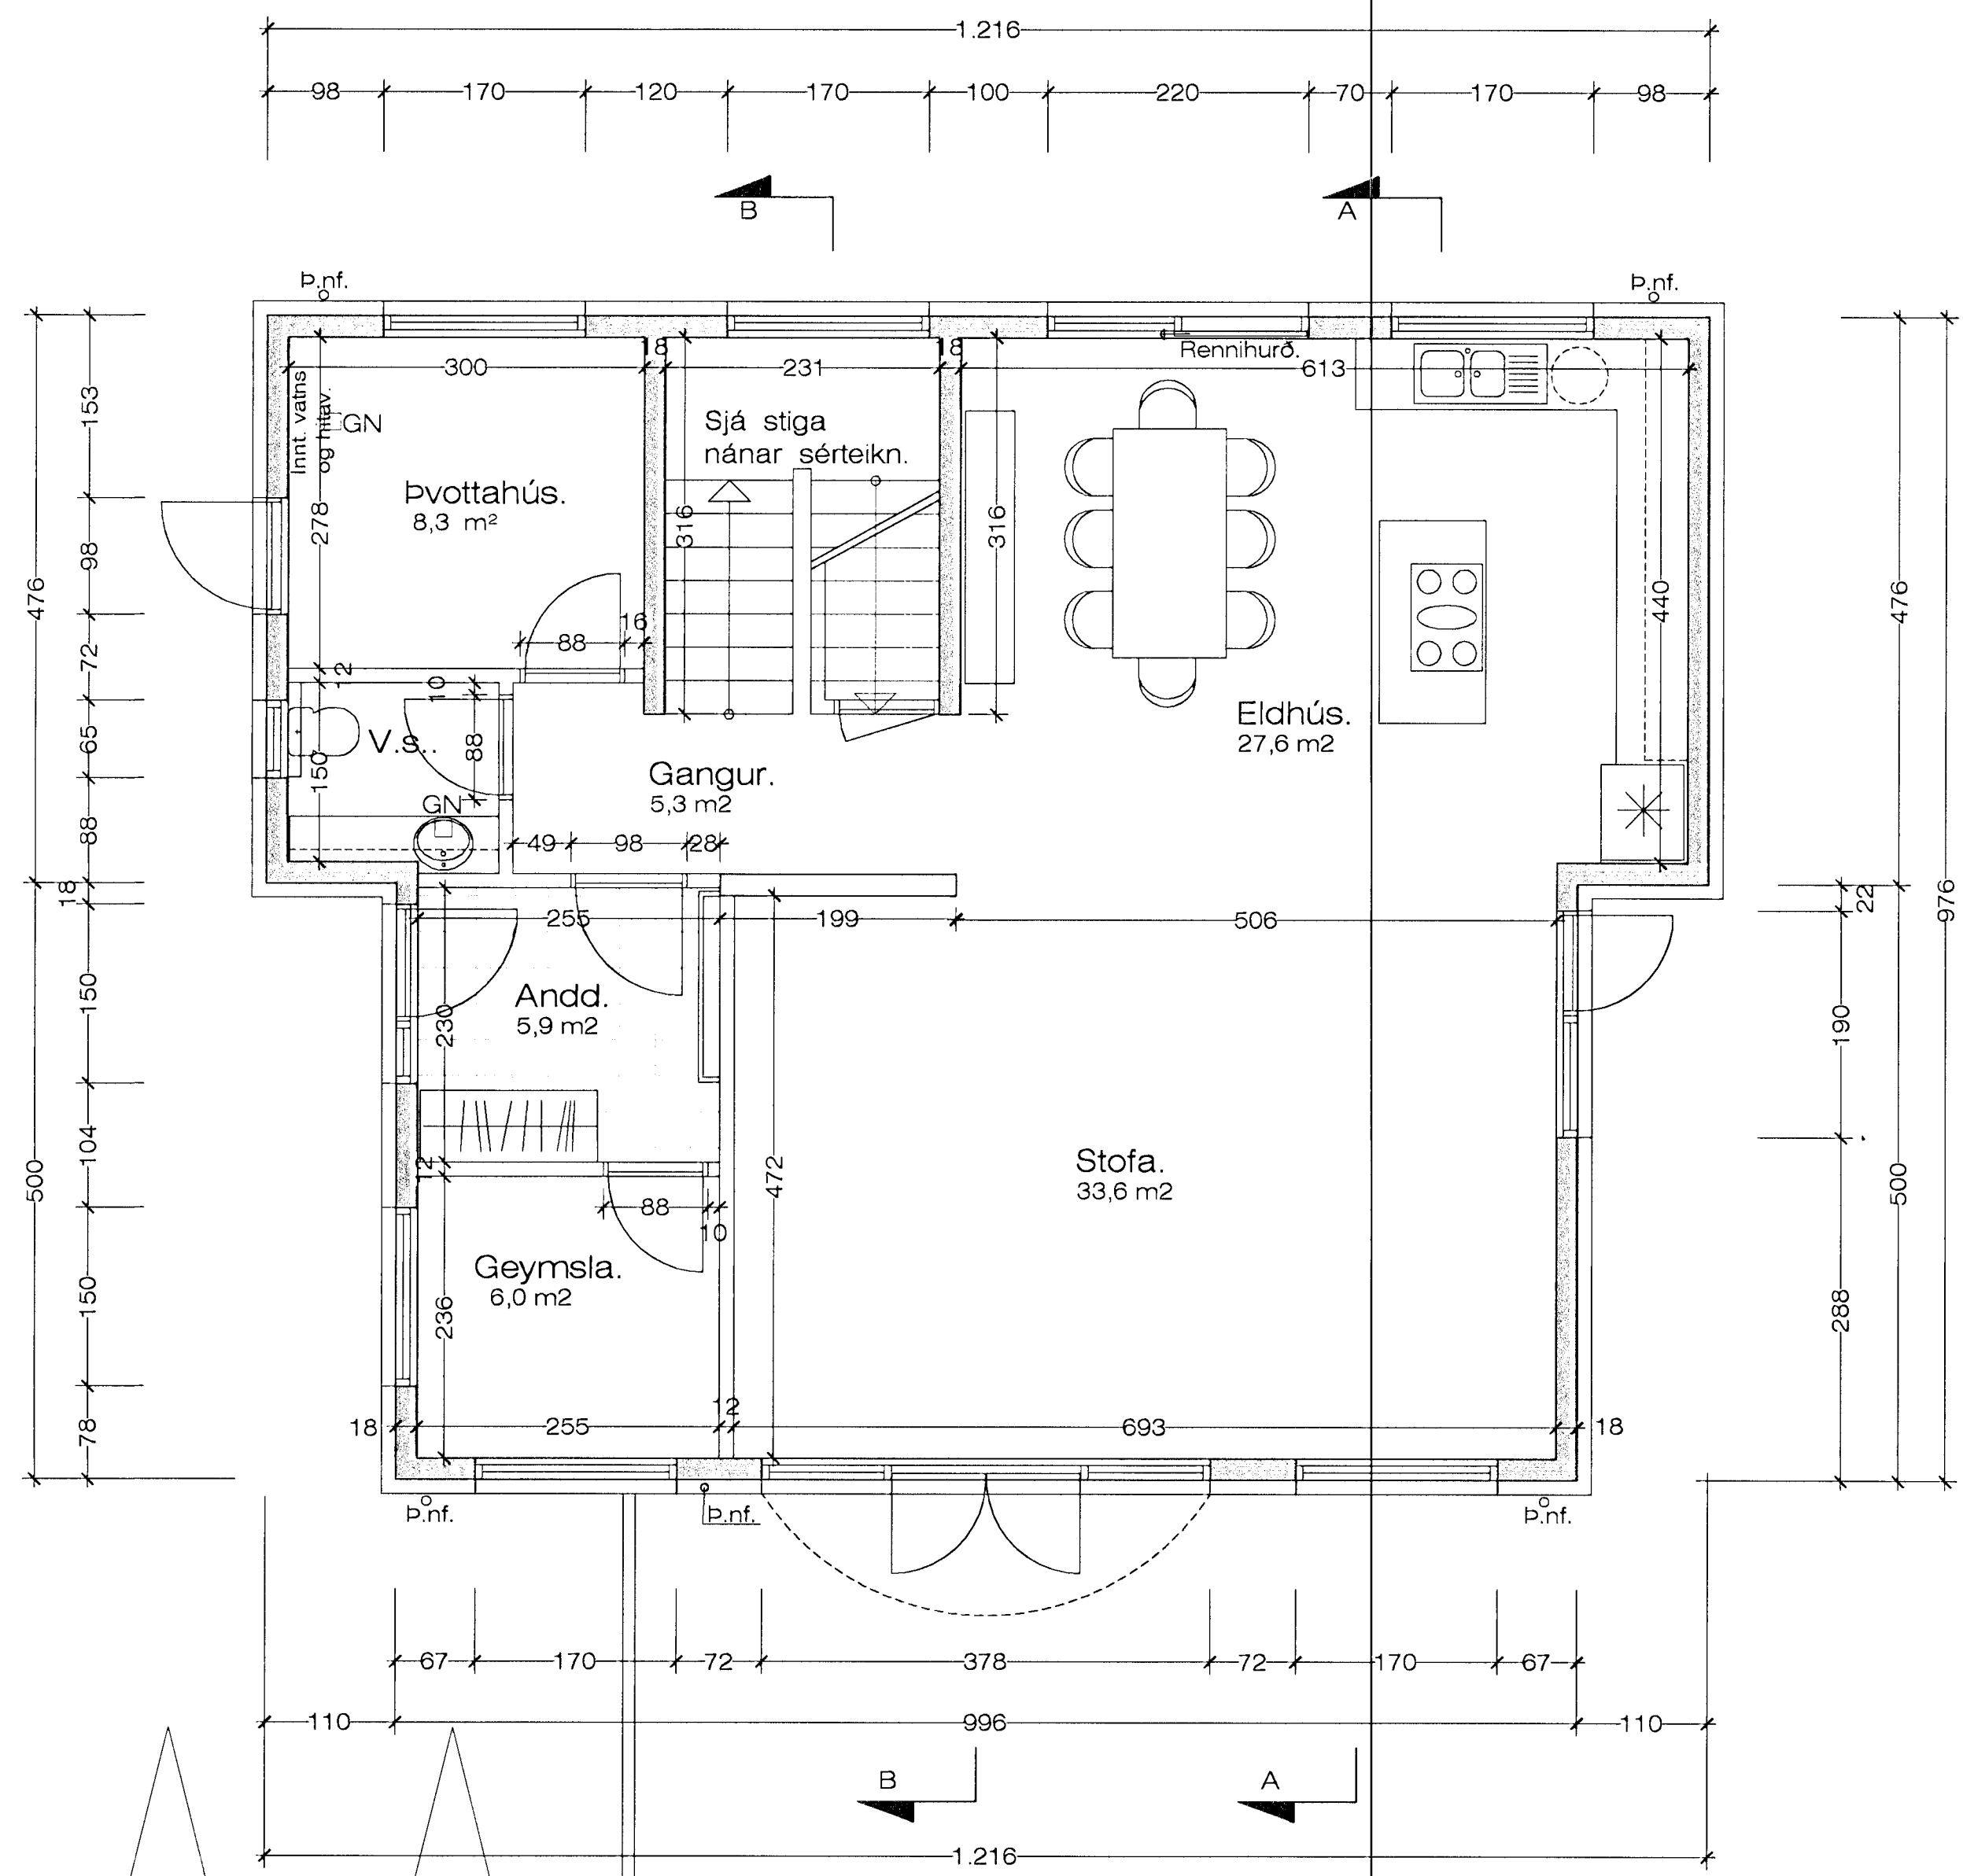 1.216
98 170 120 170 100 220 70 170 98
B
A
Þ.nf.
Þ.nf.
18
18
Rennihurð.
300
231
613
Innt. vatns
og hitav.
GN
Sjá stiga
nánar sérteikn.
Þvottahús.
8,3 m²
278
316
316
440
476
153
98
72
65
88
18
476
976
16
88
12
10
V.s..
88
150
GN
Gangur.
5,3 m2
Eldhús.
27,6 m2
49 98 28
22
255
199
506
150
230
Andd.
5,9 m2
190
500
104
12
472
Stofa.
33,6 m2
500
88
10
Geymsla.
6,0 m2
150
236
288
78
18
255
12
693
18
Þ.nf.
Þ.nf.
Þ.nf.
67 170 72 378 72 170 67
110 996 110
B
A
1.216